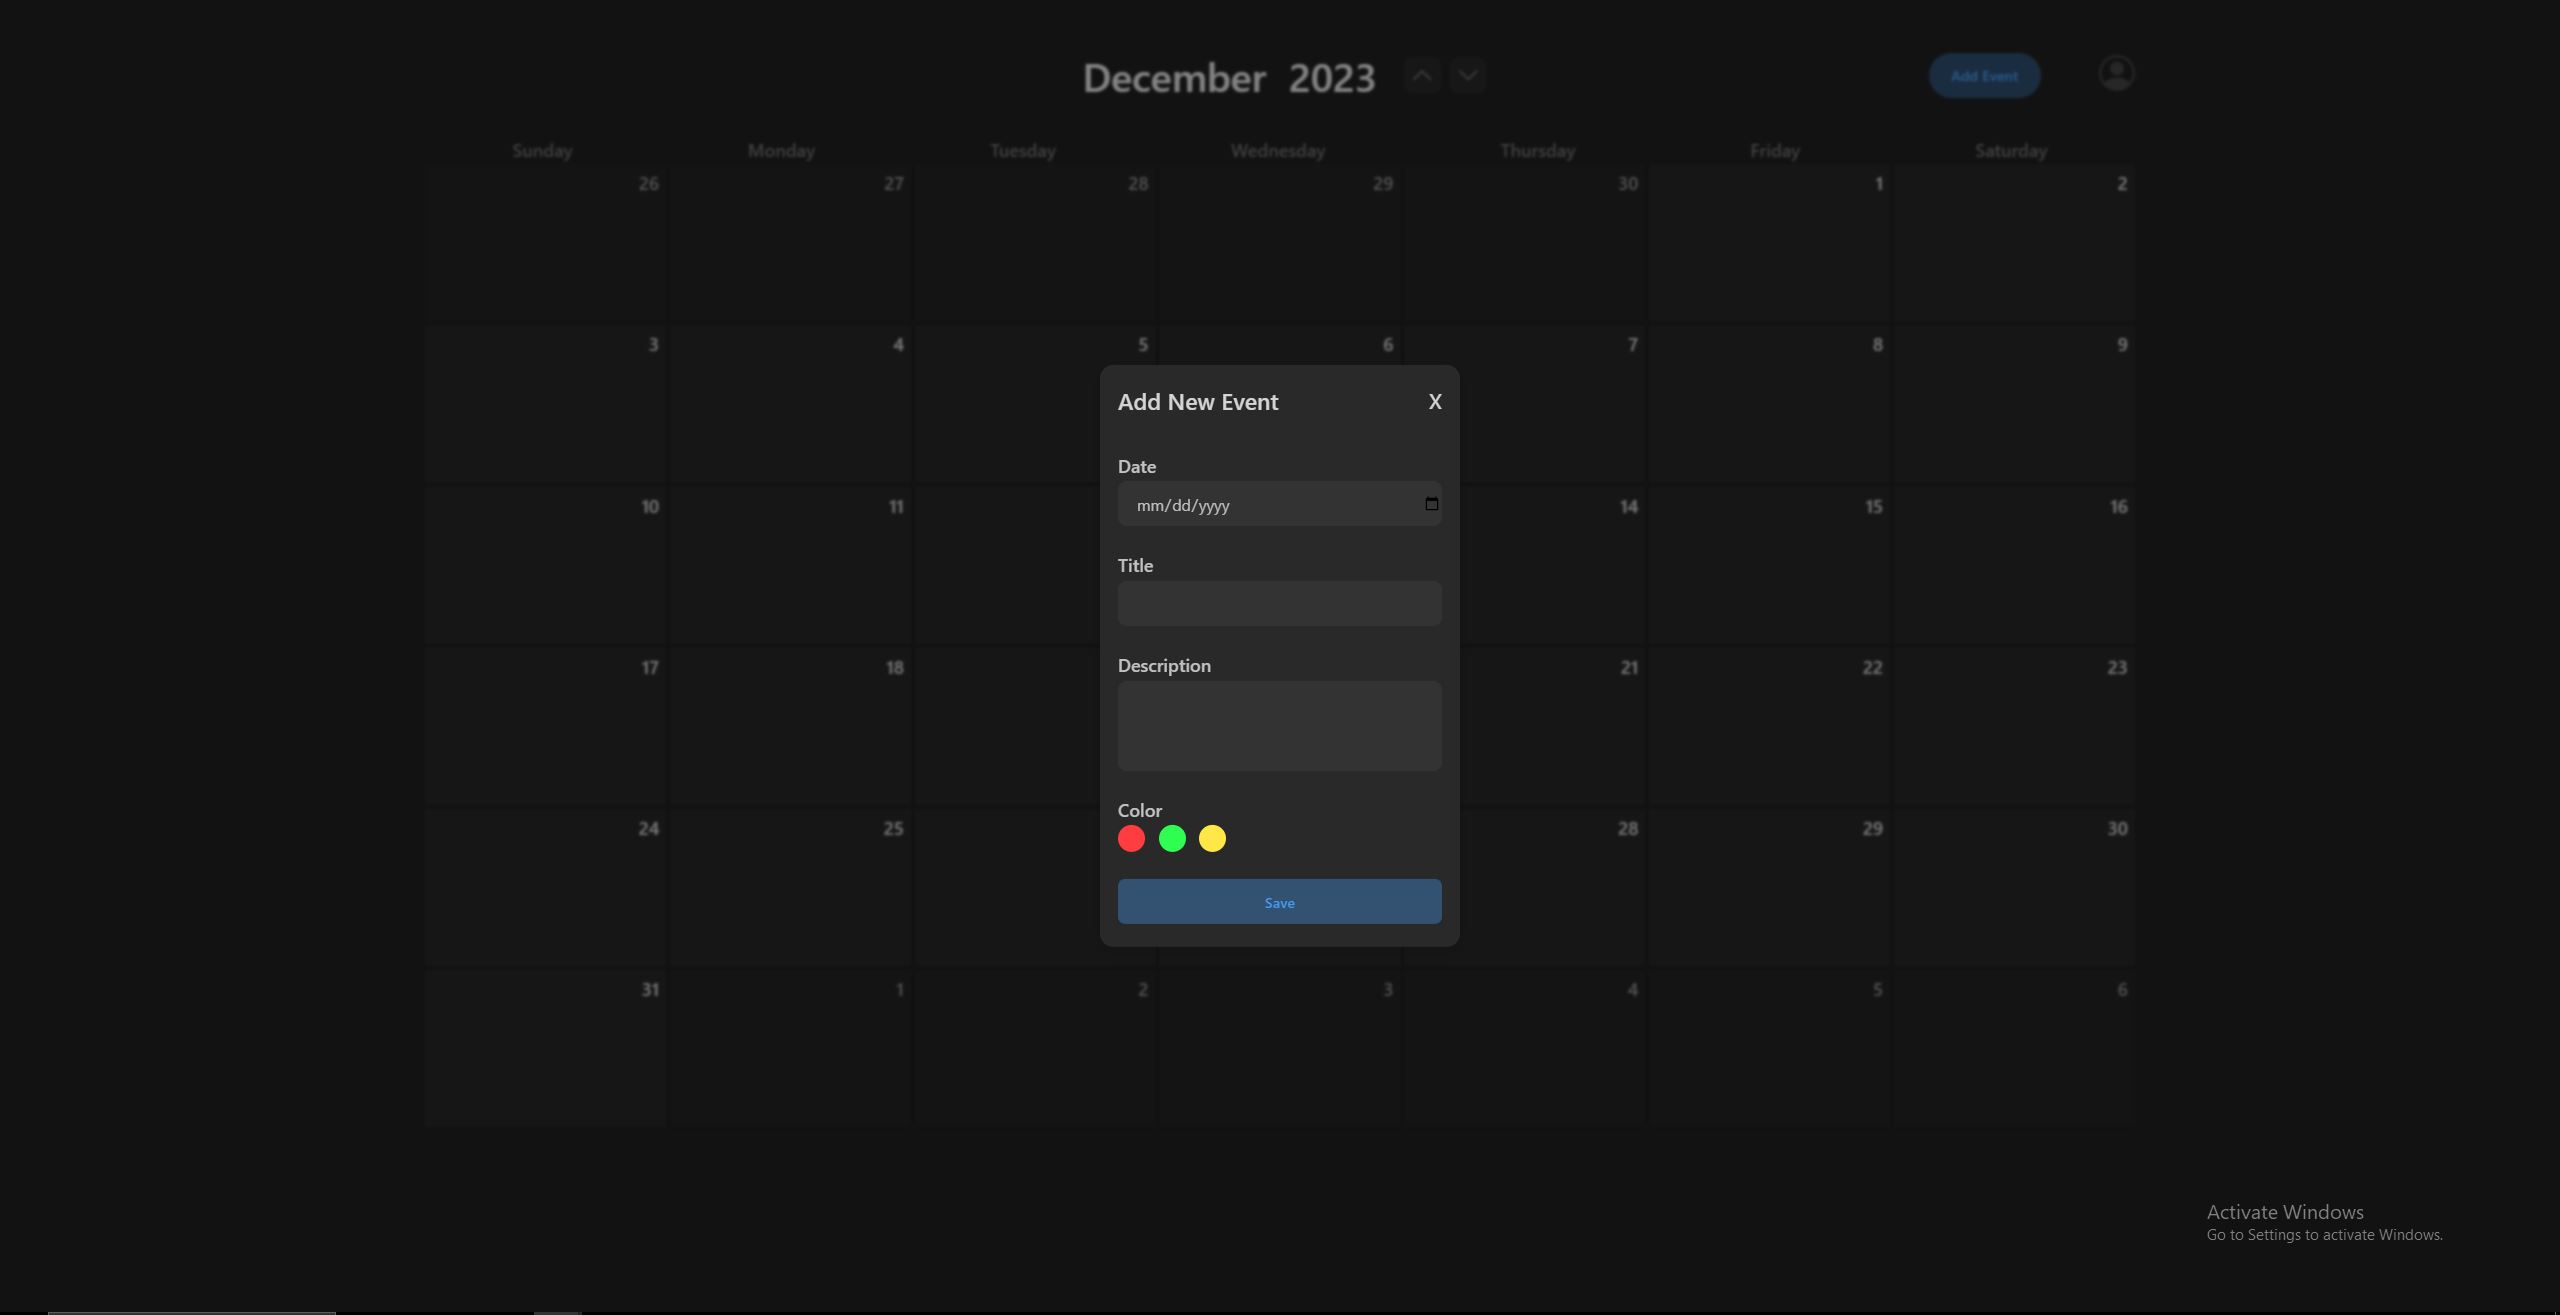 December 2023
Add Event
Sunday Monday Tuesday Wednesday Thursday Friday Saturday
26 27 28 29 30 1 2
3 4 5 6 7 8 9
Add New Event X
Date
mm/dd/yyyy
10 11 14 15 16
Title
Description
17 18 21 22 23
Color
24 25 28 29 30
Save
31 1 2 3 4 5 6
Activate Windows
Go to Settings to activate Windows.